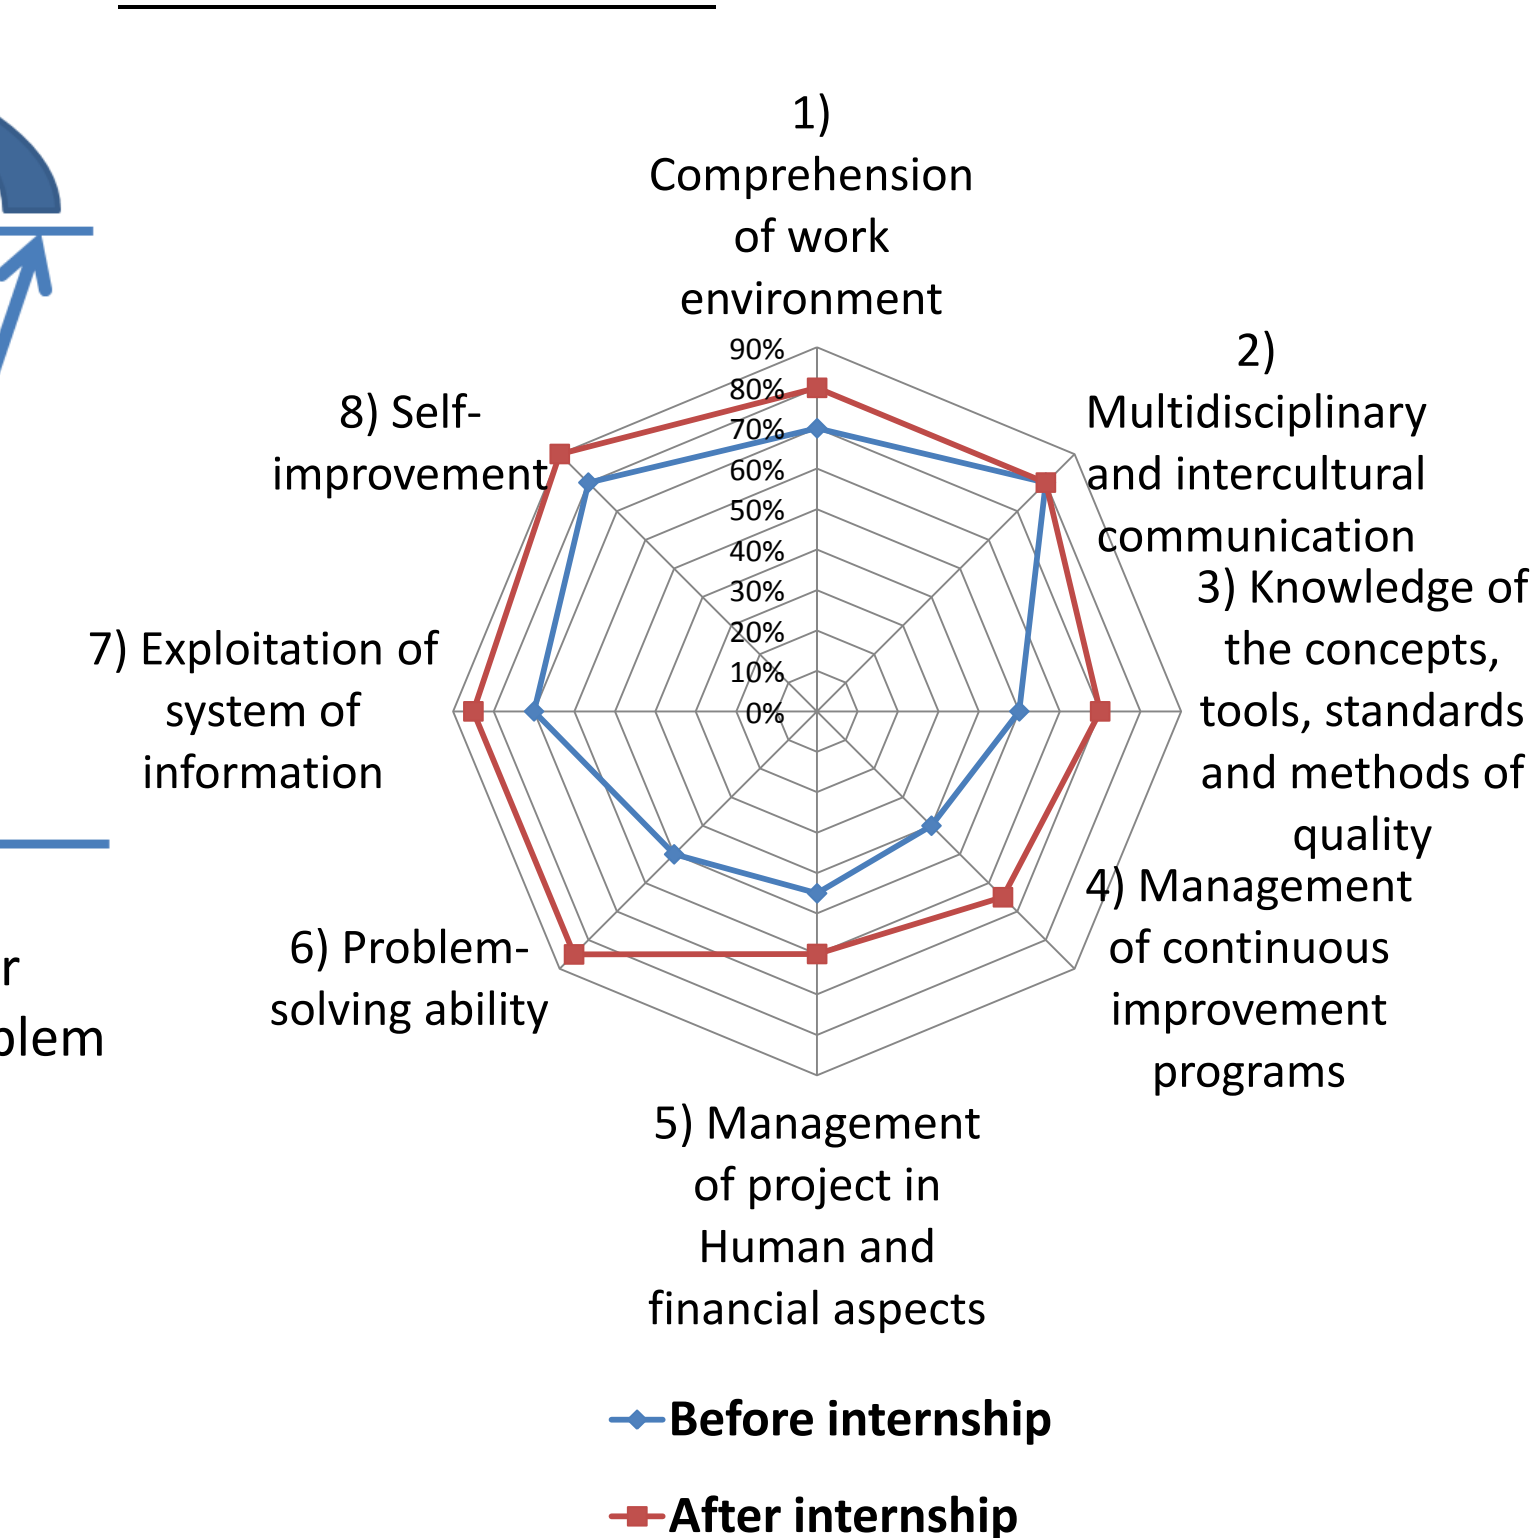 1)
Comprehension
of work
environment
2)
Multidisciplinary
and intercultural
communication
3) Knowledge of
the concepts,
tools, standards
and methods of
quality
4) Management
of continuous
improvement
programs
5) Management
of project in
Human and
financial aspects
6) Problem-
solving ability
7) Exploitation of
system of
information
8) Self-
improvement
90%
80%
70%
60%
50%
40%
30%
20%
10%
0%
Before internship
After internship